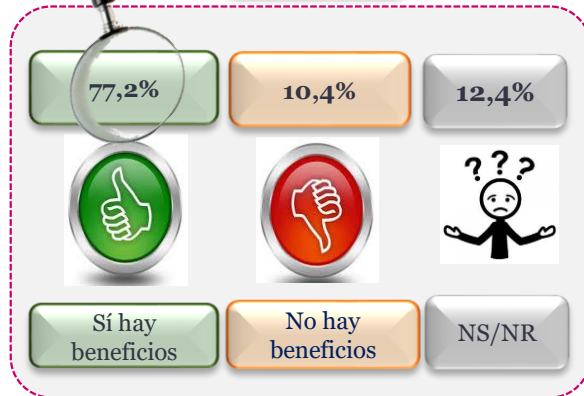 77,2%
10,4%
12,4%
? ? ?
Sí hay
beneficios
No hay
beneficios
NS/NR